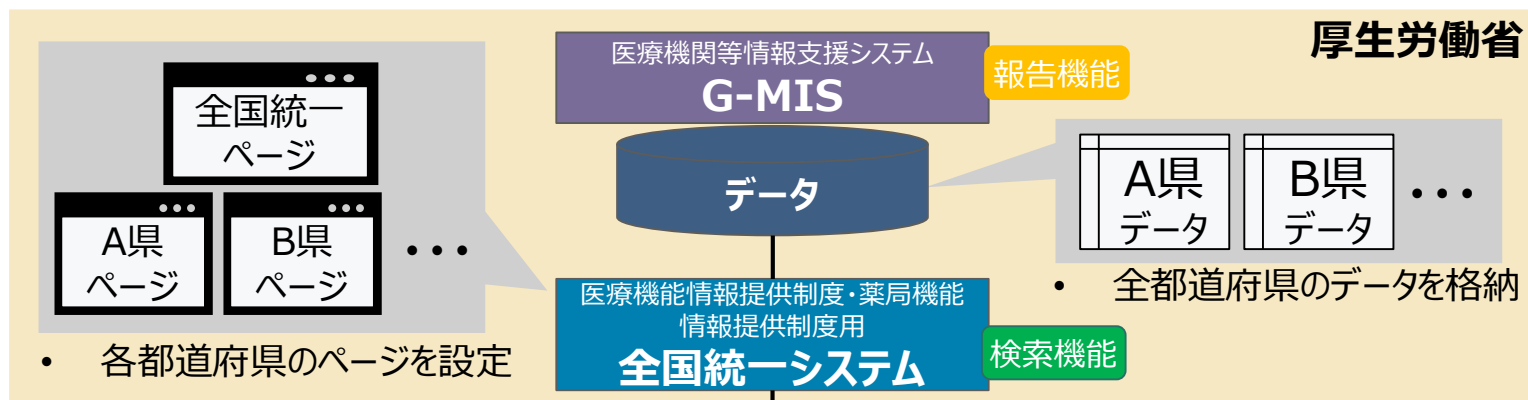 厚生労働省
医療機関等情報支援システム
G-MIS
報告機能
全国統一
ページ
A県
ページ
B県
ページ
・・・
• 各都道府県のページを設定
データ
A県
データ
B県
データ
・・・
• 全都道府県のデータを格納
医療機能情報提供制度・薬局機能
情報提供制度用
全国統一システム
検索機能